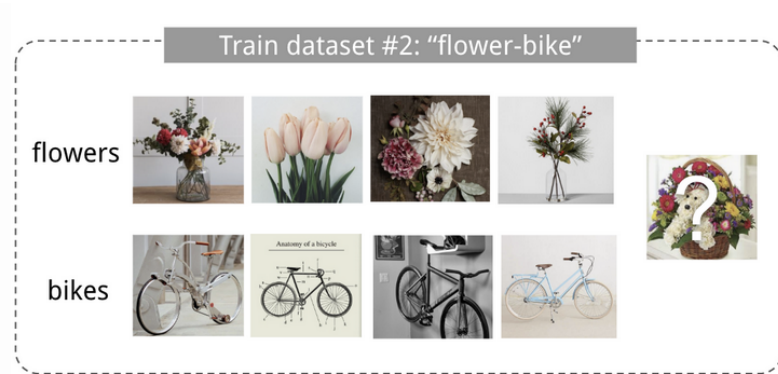 Train dataset #2: “flower-bike”
flowers
?
Anatomy of a bicycle
bikes